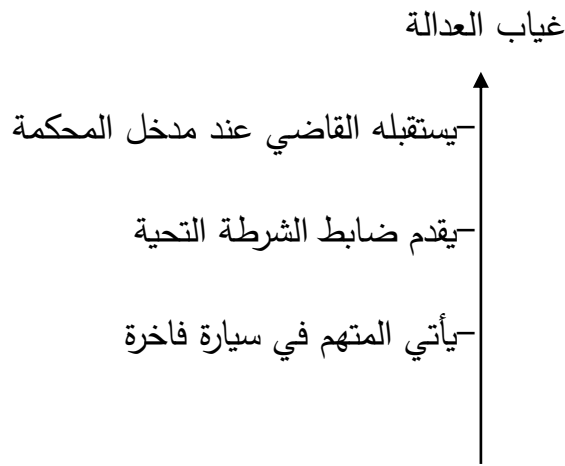 غياب العدالة
-يستقبله القاضي عند مدخل المحكمة
-يقدم ضابط الشرطة التحية
-يأتي المتهم في سيارة فاخرة